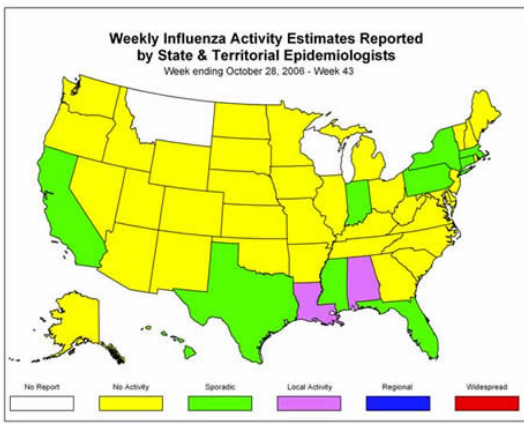 Weekly Influenza Activity Estimates Reported
by State & Territorial Epidemiologists
Week ending October 28, 2006 - Week 43
No Report No Activity Sporadic Local Activity Regional Widespread